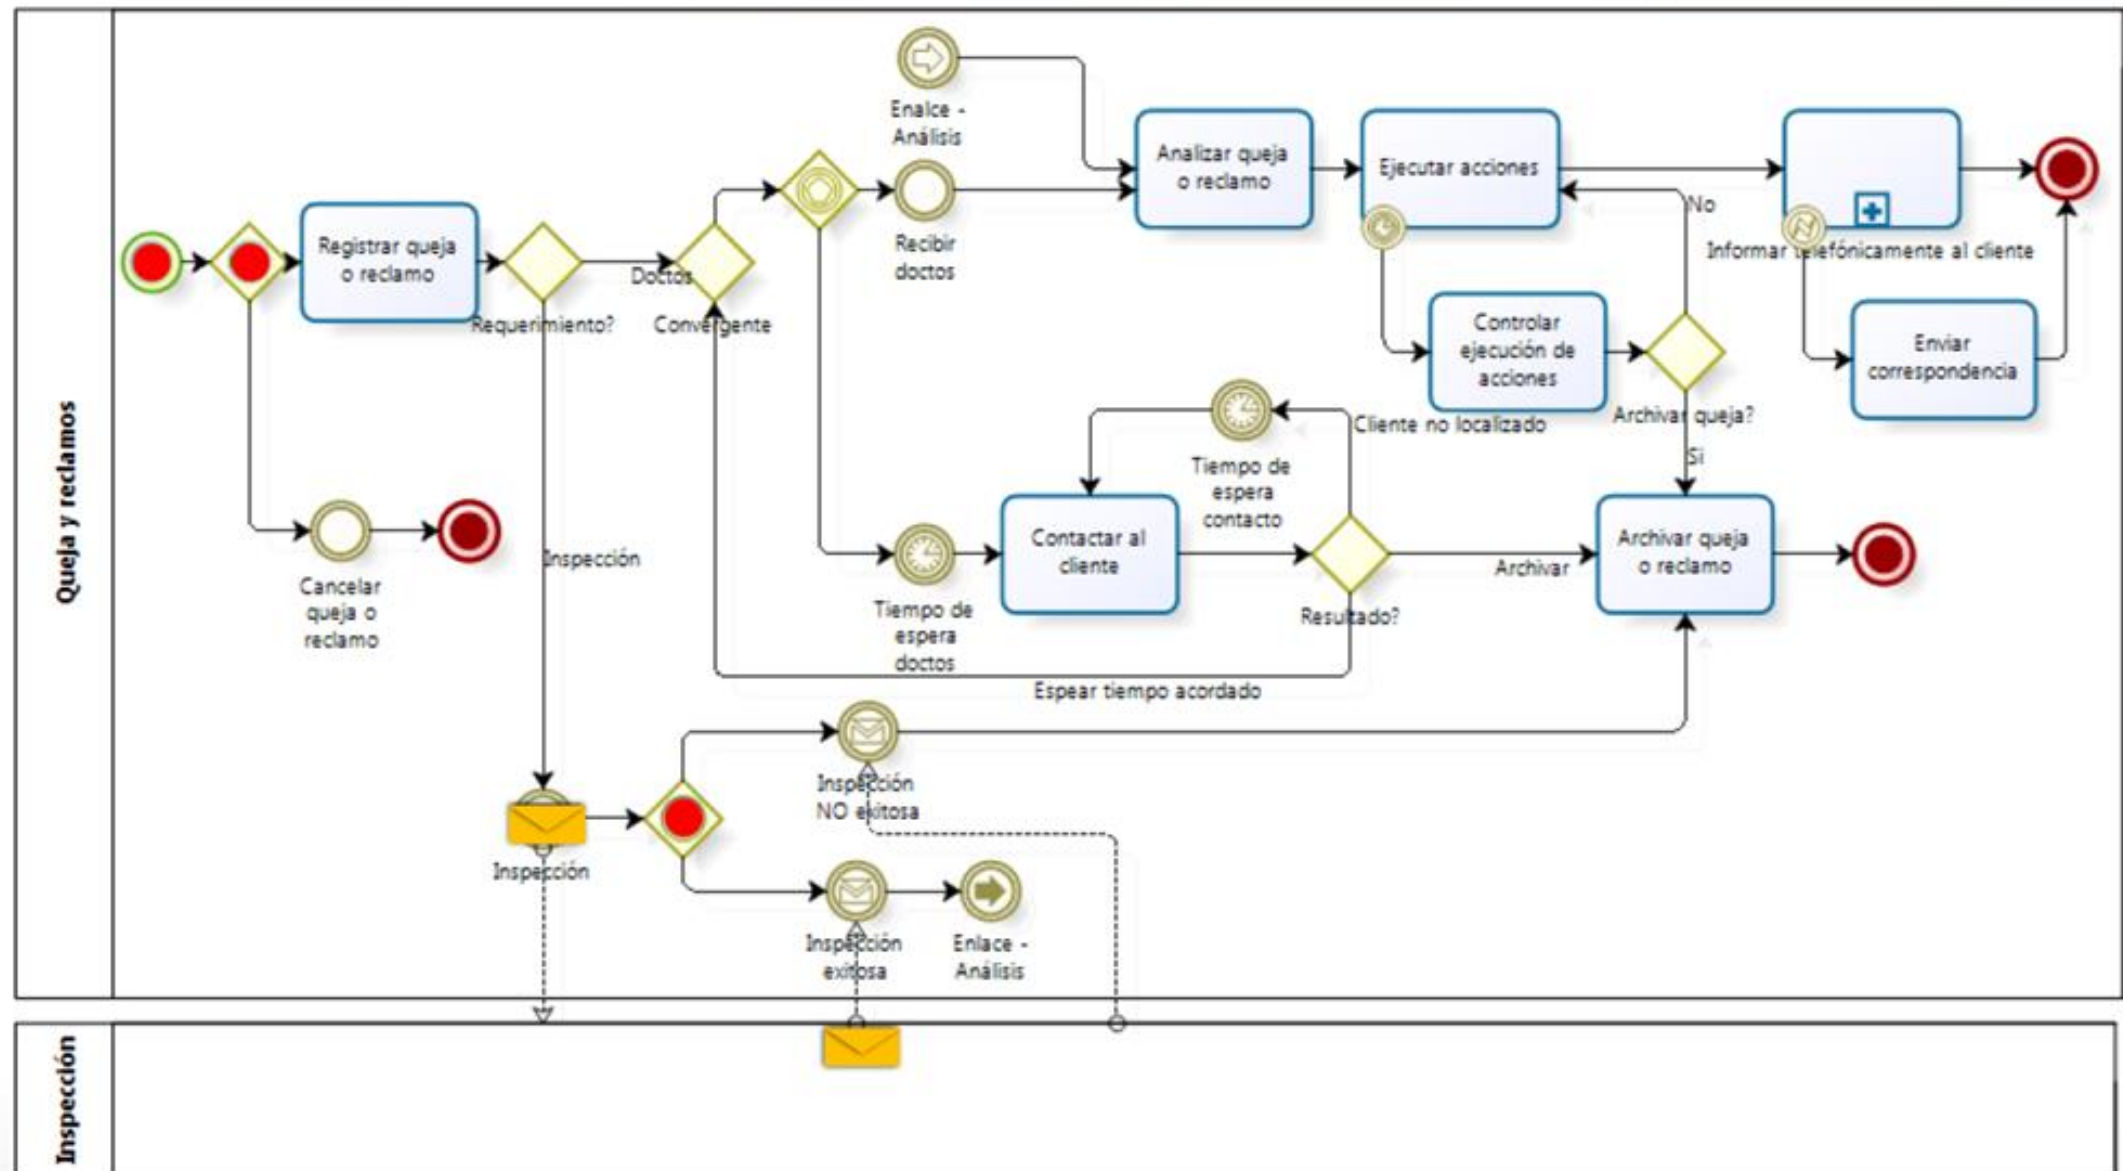 Queja y reclamos
Enalce -
Análisis
Analizar queja
o reclamo
Ejecutar acciones
No
Registrar queja
o reclamo
Requerimiento?
Doctos
Convergente
Recibir
doctos
Informar telefónicamente al cliente
Controlar
ejecución de
acciones
Archivar queja?
Si
Enviar
correspondencia
Cliente no localizado
Tiempo de
espera
contacto
Cancelar
queja o
reclamo
Inspección
Tiempo de
espera
doctos
Contactar al
cliente
Resultado?
Archivar
Archivar queja
o reclamo
Espear tiempo acordado
Inspección
NO exitosa
Inspección
Inspección
exitosa
Enlace -
Análisis
Inspección